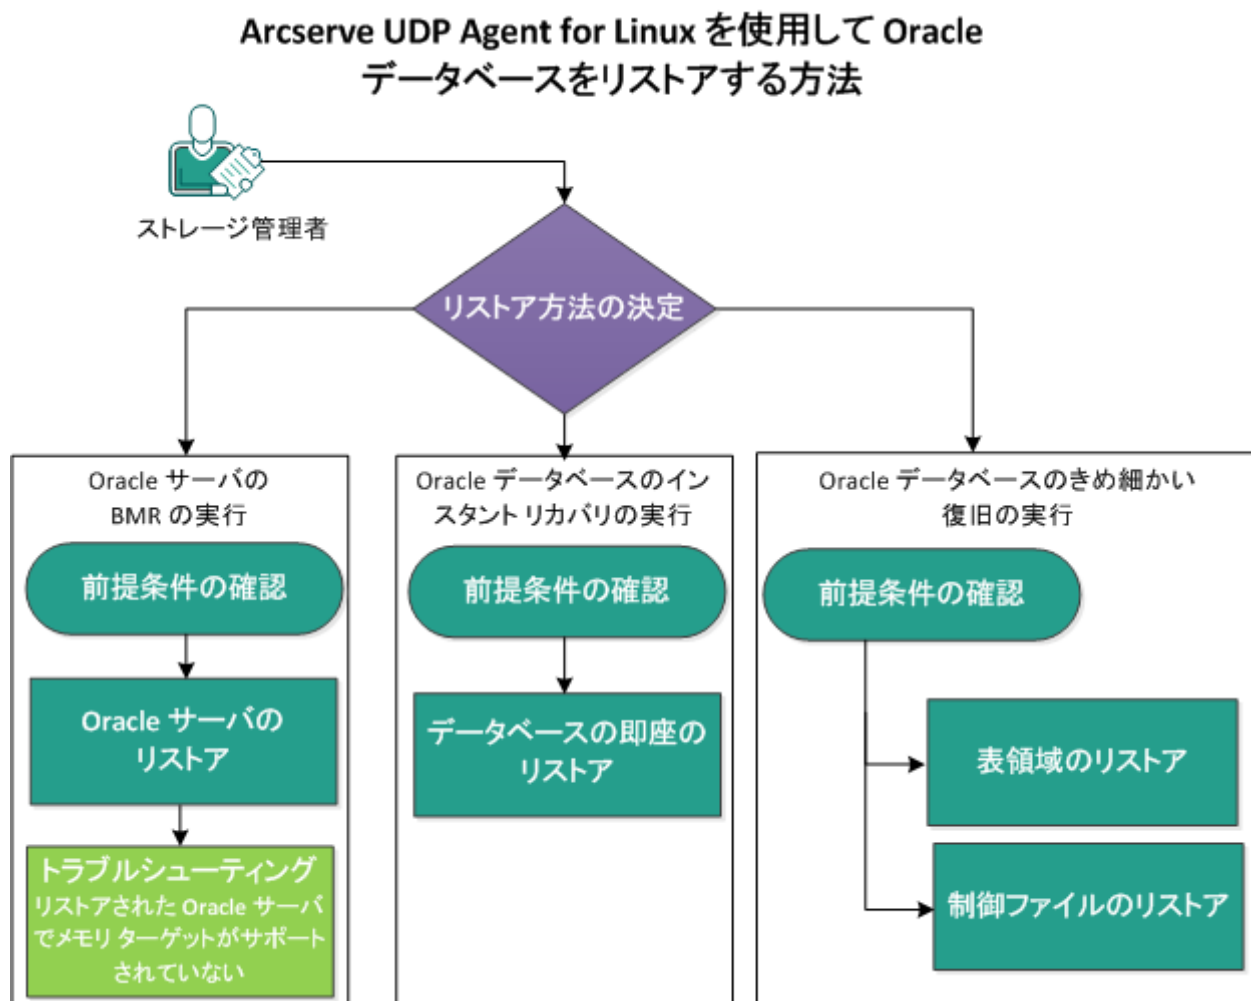 Arcserve UDP Agent for Linux を使用して Oracle
データベースをリストアする方法
ストレージ管理者
リストア方法の決定
Oracle サーバの
BMR の実行
前提条件の確認
Oracle サーバの
リストア
トラブルシューティング
リストアされた Oracle サーバ
でメモリ ターゲットがサポート
されていない
Oracle データベースのイン
スタント リカバリの実行
前提条件の確認
データベースの即座の
リストア
Oracle データベースのきめ細かい
復旧の実行
前提条件の確認
表領域のリストア
制御ファイルのリストア